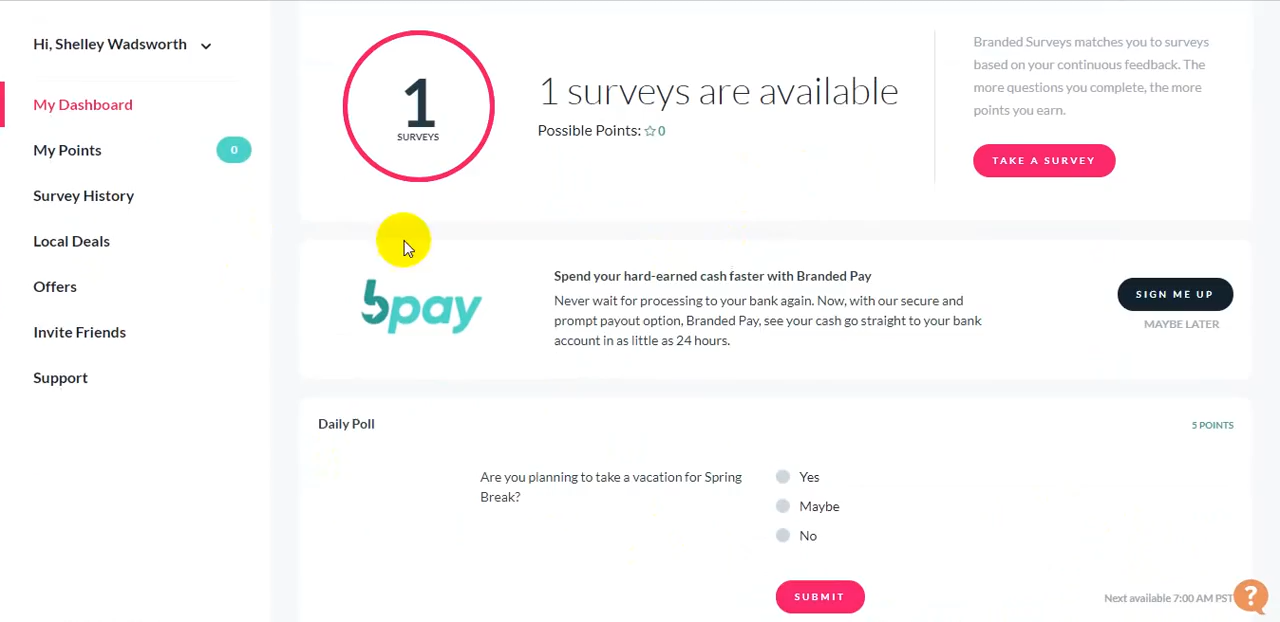 Hi, Shelley Wadsworth
My Dashboard
My Points 0
Survey History
Local Deals
Offers
Invite Friends
Support
1
SURVEYS
1 surveys are available
Possible Points: ☆0
Branded Surveys matches you to surveys
based on your continuous feedback. The
more questions you complete, the more
points you earn.
TAKE A SURVEY
bpay
Spend your hard-earned cash faster with Branded Pay
Never wait for processing to your bank again. Now, with our secure and
prompt payout option, Branded Pay, see your cash go straight to your bank
account in as little as 24 hours.
SIGN ME UP
MAYBE LATER
Daily Poll
5 POINTS
Are you planning to take a vacation for Spring
Break?
Yes
Maybe
No
SUBMIT
Next available 7:00 AM PST
?